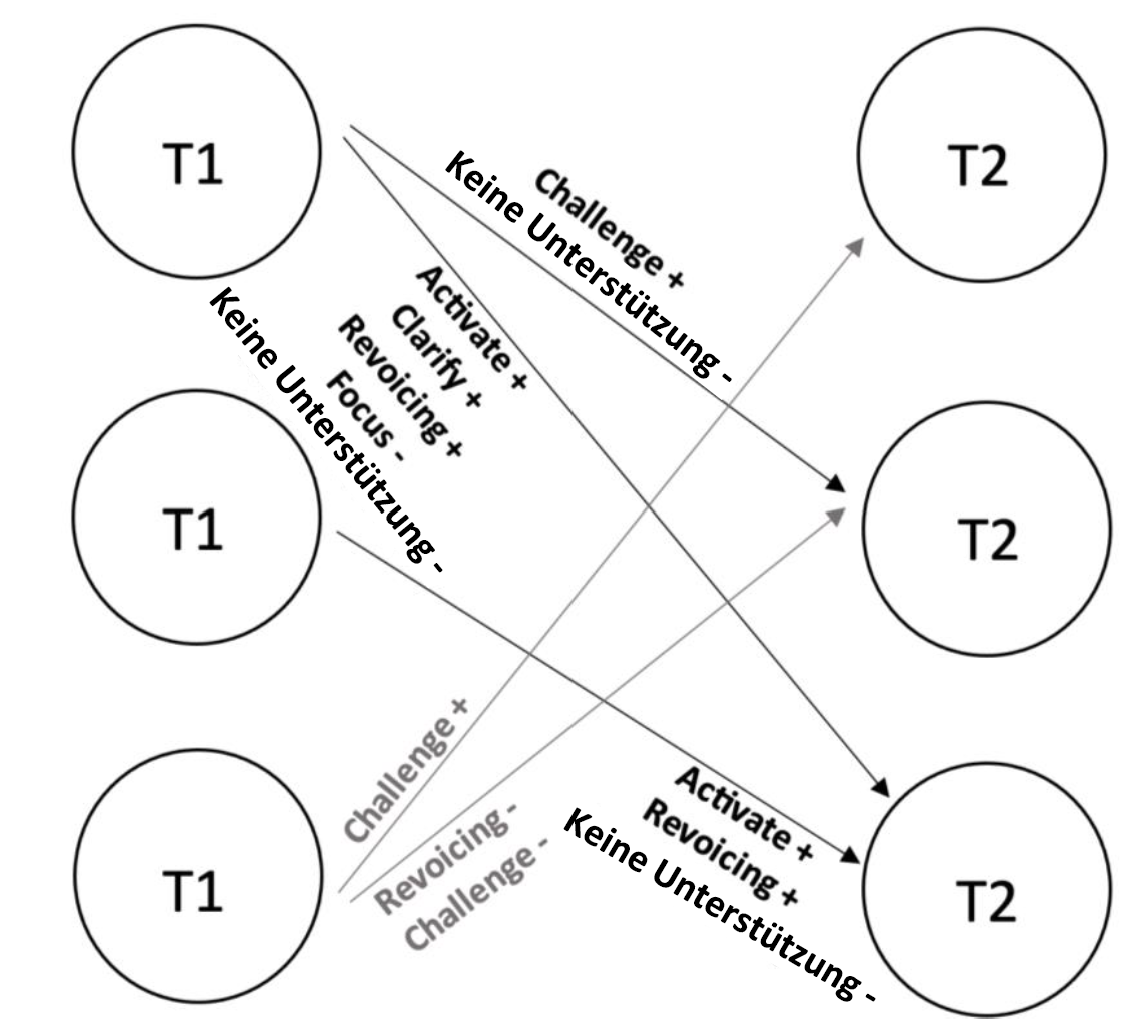 T1
T2
Challenge +
Keine Unterstützung -
Activate +
Clarify +
Revoicing +
Focus -
Keine Unterstützung -
T1
T2
Challenge +
Revoicing -
Challenge -
Activate +
Revoicing +
Keine Unterstützung -
T1
T2